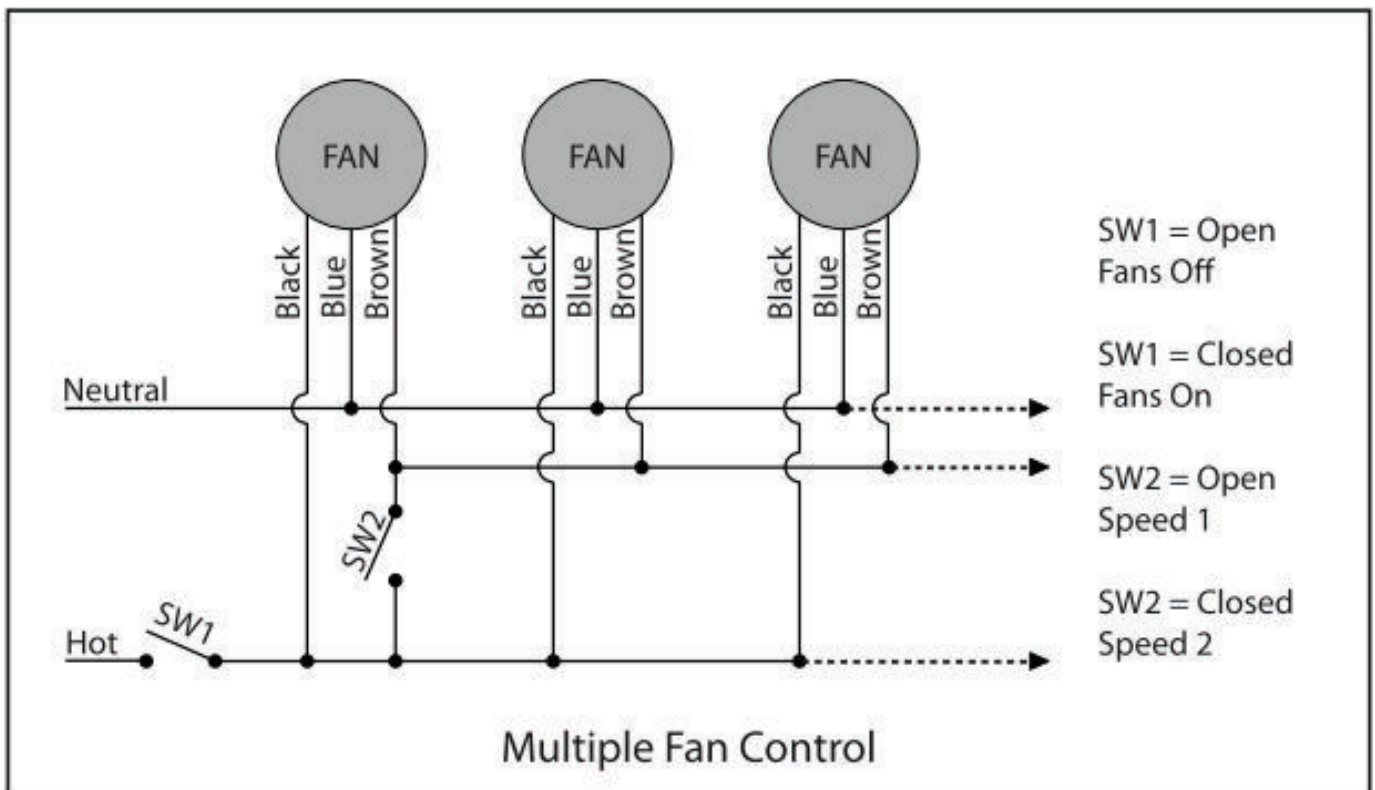 FAN
FAN
FAN
Black
Blue
Brown
Black
Blue
Brown
Black
Blue
Brown
SW1 = Open
Fans Off
SW1 = Closed
Fans On
Neutral
SW2 = Open
Speed 1
SW2
SW2 = Closed
Speed 2
SW1
Hot
Multiple Fan Control